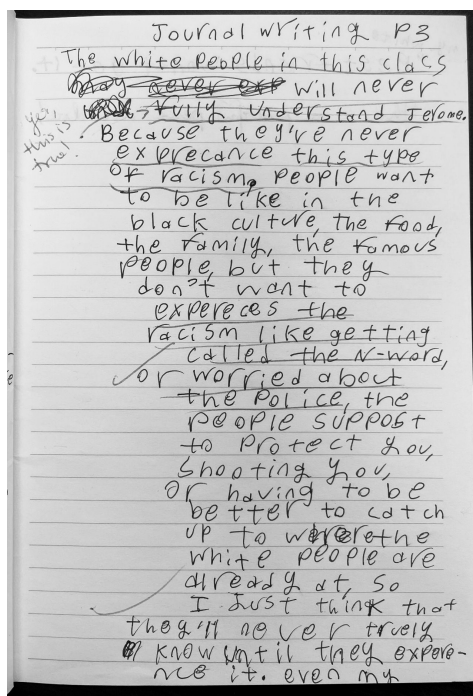 Journal writing P3
The white people in this class
will never
fully understand Jerome.
yes,
this is
true!
Because they've never
exprecance this type
of racism. People want
to be like in the
black culture, the food,
the family, the famous
people, but they
don't want to
expereces the
racism like getting
called the N-word,
or worried about
the police, the
people suppost
to protect you,
shooting you,
or having to be
better to catch
up to were the
white people are
already at, so
I Just think that
they'll never truely
know until they expere-
nce it. even my